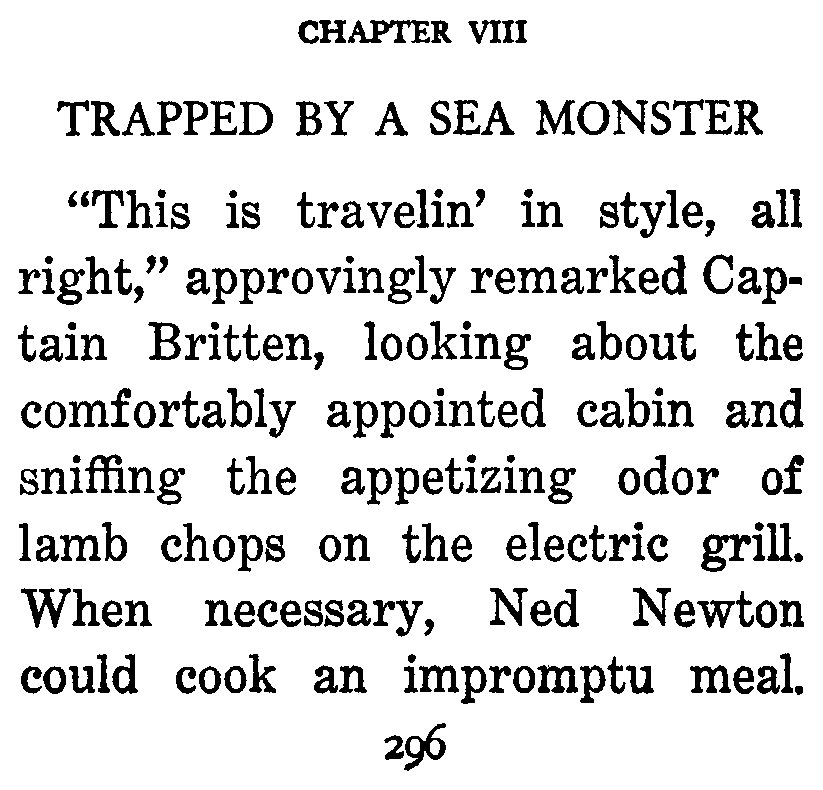 CHAPTER VIII
TRAPPED BY A SEA MONSTER
“This is travelin’ in style, all
right,” approvingly remarked Cap-
tain Britten, looking about the
comfortably appointed cabin and
sniffing the appetizing odor of
lamb chops on the electric grill.
When necessary, Ned Newton
could cook an impromptu meal.
296